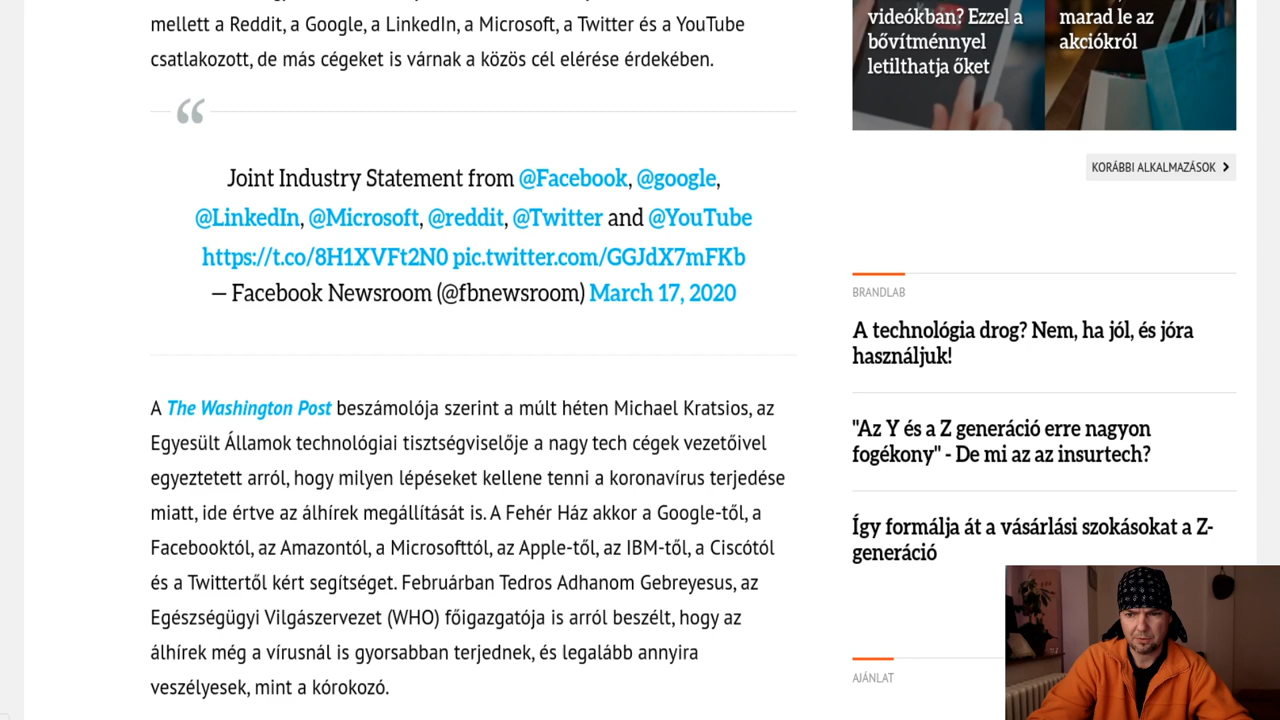 mellett a Reddit, a Google, a LinkedIn, a Microsoft, a Twitter és a YouTube
csatlakozott, de más cégeket is várnak a közös cél elérése érdekében.
“
Joint Industry Statement from @Facebook, @google,
@LinkedIn, @Microsoft, @reddit, @Twitter and @YouTube
https://t.co/8H1XVFt2N0 pic.twitter.com/GGJdX7mFKb
— Facebook Newsroom (@fbnewsroom) March 17, 2020
A The Washington Post beszámolója szerint a múlt héten Michael Kratsios, az
Egyesült Államok technológiai tisztségviselője a nagy tech cégek vezetőivel
egyeztetett arról, hogy milyen lépéseket kellene tenni a koronavírus terjedése
miatt, ide értve az álhírek megállítását is. A Fehér Ház akkor a Google-től, a
Facebooktól, az Amazontól, a Microsofttól, az Apple-től, az IBM-től, a Ciscótól
és a Twittertől kért segítséget. Februárban Tedros Adhanom Gebreyesus, az
Egészségügyi Vilgászervezet (WHO) főigazgatója is arról beszélt, hogy az
álhírek még a vírusnál is gyorsabban terjednek, és legalább annyira
veszélyesek, mint a kórokozó.
videókban? Ezzel a
bővítménnyel
letilthatja őket
marad le az
akciókról
KORÁBBI ALKALMAZÁSOK
BRANDLAB
A technológia drog? Nem, ha jól, és jóra
használjuk!
"Az Y és a Z generáció erre nagyon
fogékony" - De mi az az insurtech?
Így formálja át a vásárlási szokásokat a Z-
generáció
AJÁNLAT